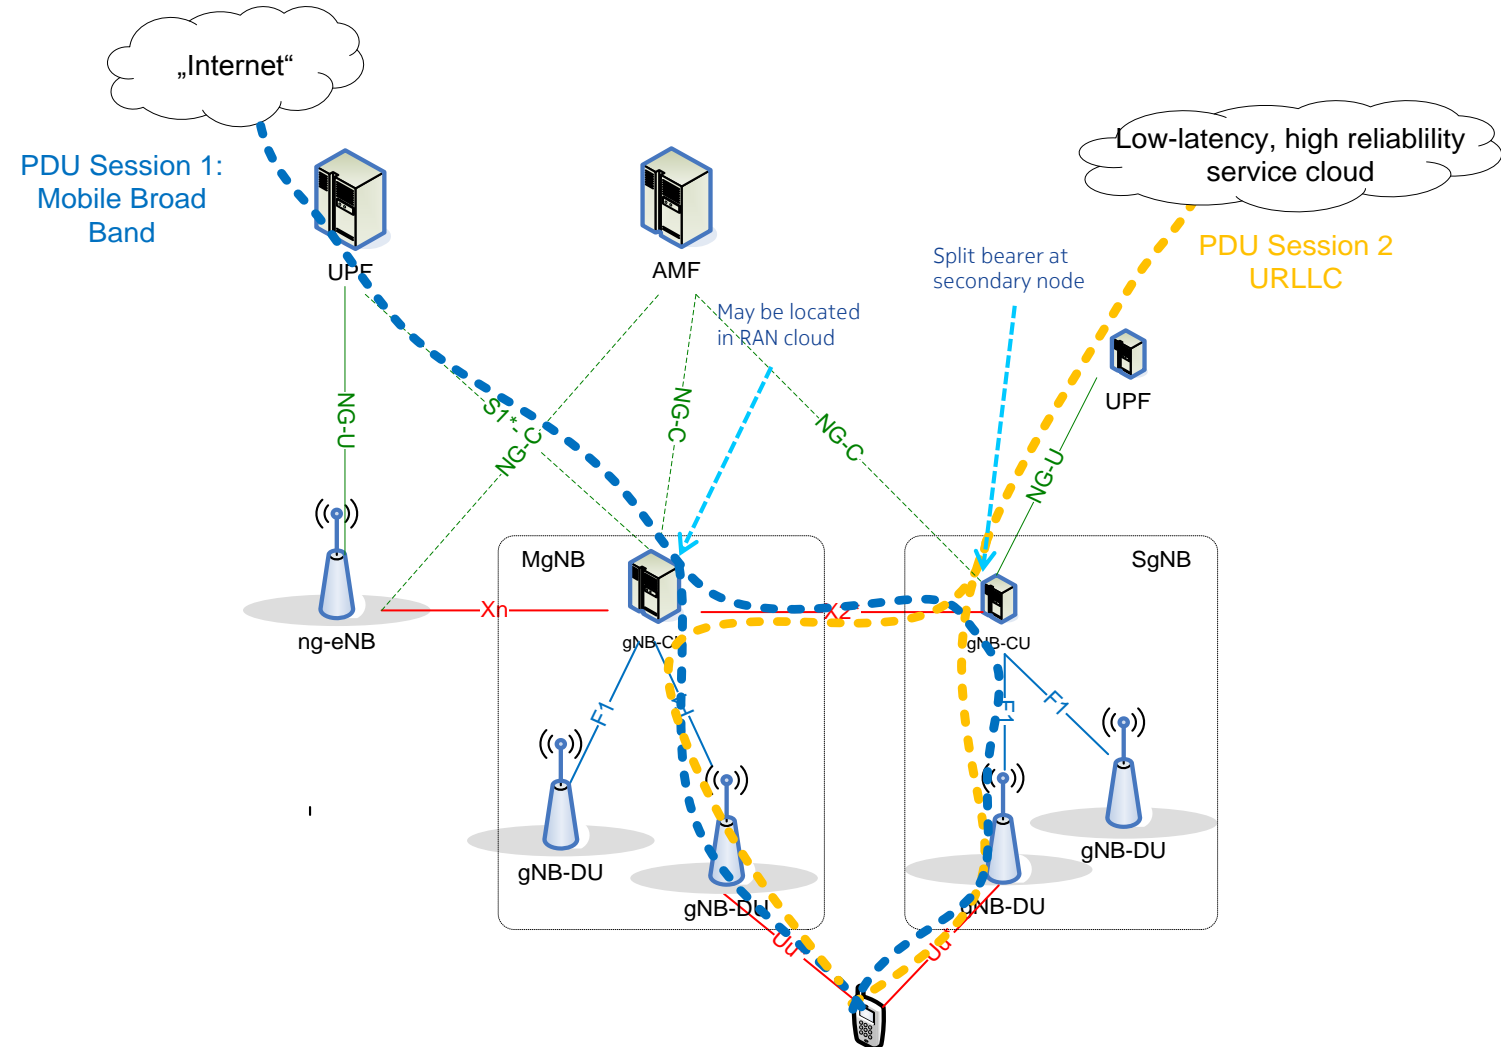 „Internet“
Low-latency, high reliablility
service cloud
PDU Session 1:
Mobile Broad
Band
PDU Session 2
URLLC
Split bearer at
secondary node
UPF
AMF
May be located
in RAN cloud
UPF
NG-U
S1*-
NG-C
NG-C
NG-C
NG-U
MgNB
SgNB
Xn
X2
ng-eNB
gNB-CU
gNB-CU
F1
F1
F1
gNB-DU
gNB-DU
gNB-DU
gNB-DU
Uu
Uu